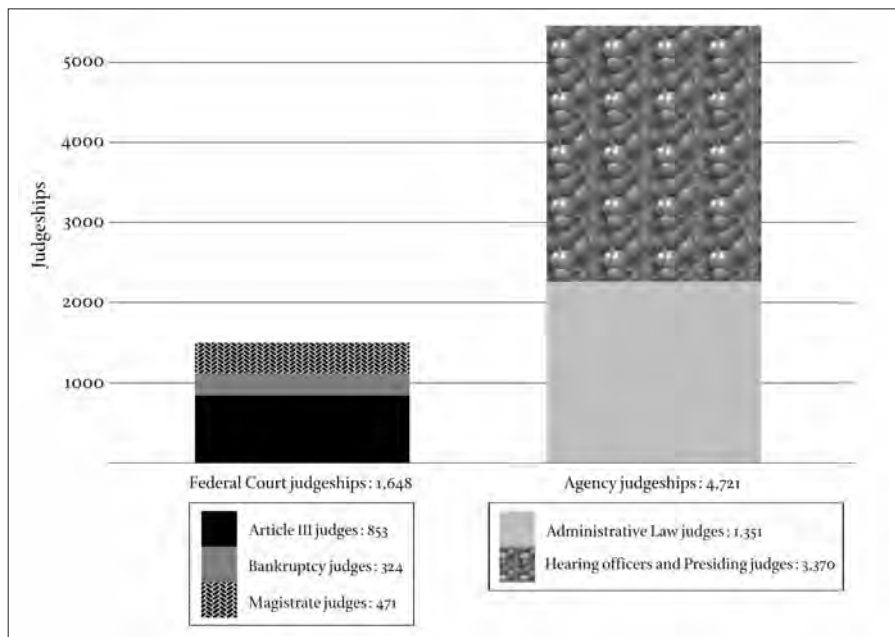 5000
4000
3000
2000
1000
Judgeships
Federal Court judgeships : 1,648
Agency judgeships : 4,721
Article III judges : 853
Bankruptcy judges : 324
Magistrate judges : 471
Administrative Law judges : 1,351
Hearing officers and Presiding judges : 3,370